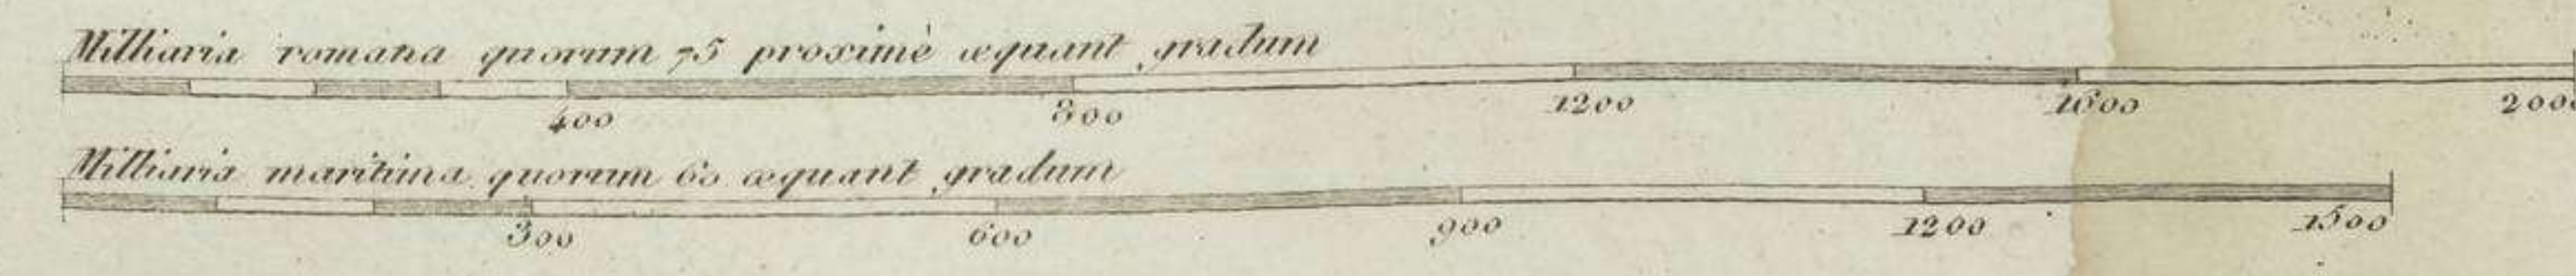 Milliaria romana quorum 75 proximè æquant gradum
400 800 1200 1600 2000
Milliaria maritima quorum 60 æquant gradum
300 600 900 1200 1500